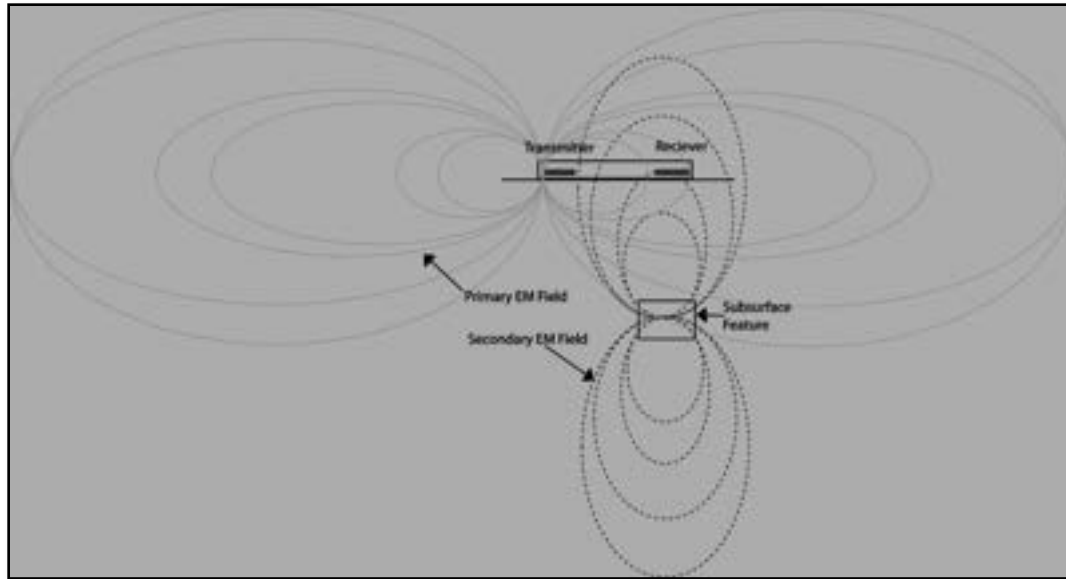 Transmitter
Reciever
Primary EM Field
Subsurface
Feature
Secondary EM Field